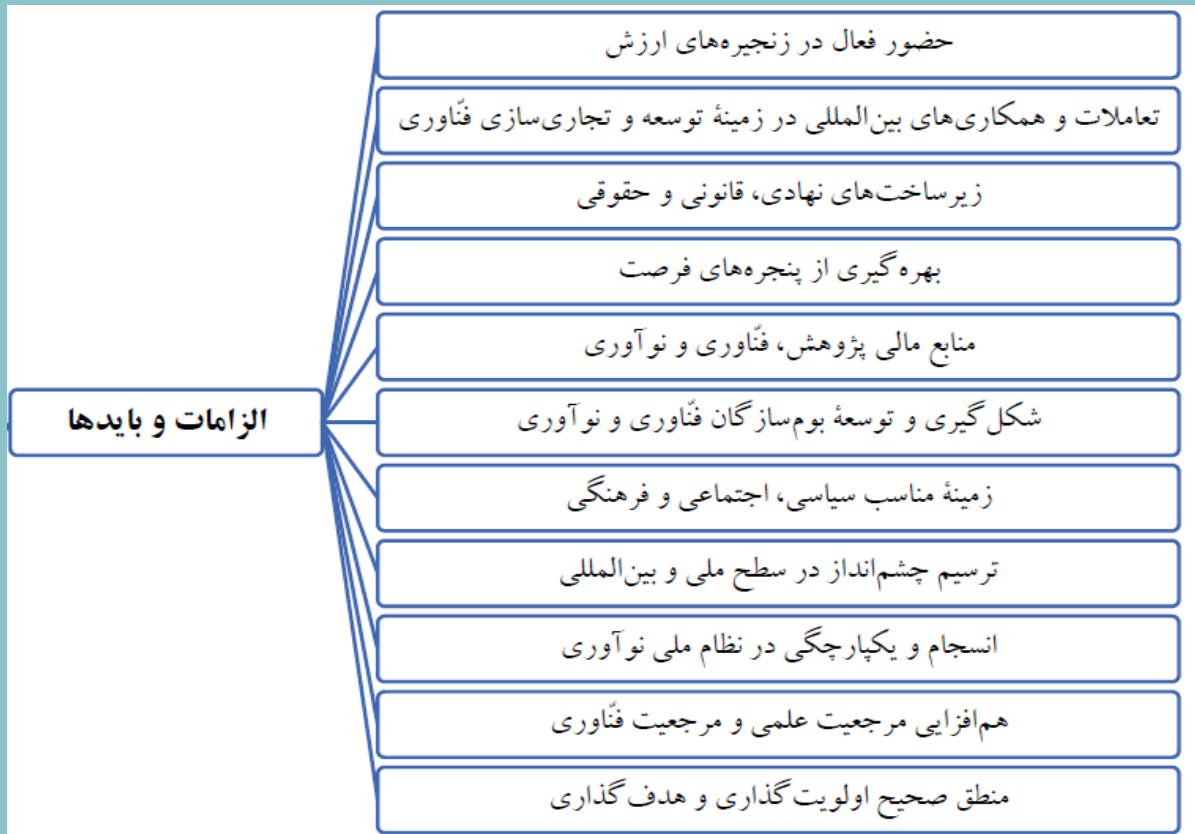 حضور فعال در زنجیره‌های ارزش
تعاملات و همکاری‌های بین‌المللی در زمینهٔ توسعه و تجاری‌سازی فنّاوری
زیرساخت‌های نهادی، قانونی و حقوقی
بهره‌گیری از پنجره‌های فرصت
منابع مالی پژوهش، فنّاوری و نوآوری
شکل‌گیری و توسعهٔ بوم‌سازگان فنّاوری و نوآوری
الزامات و بایدها
زمینهٔ مناسب سیاسی، اجتماعی و فرهنگی
ترسیم چشم‌انداز در سطح ملی و بین‌المللی
انسجام و یکپارچگی در نظام ملی نوآوری
هم‌افزایی مرجعیت علمی و مرجعیت فنّاوری
منطق صحیح اولویت‌گذاری و هدف‌گذاری